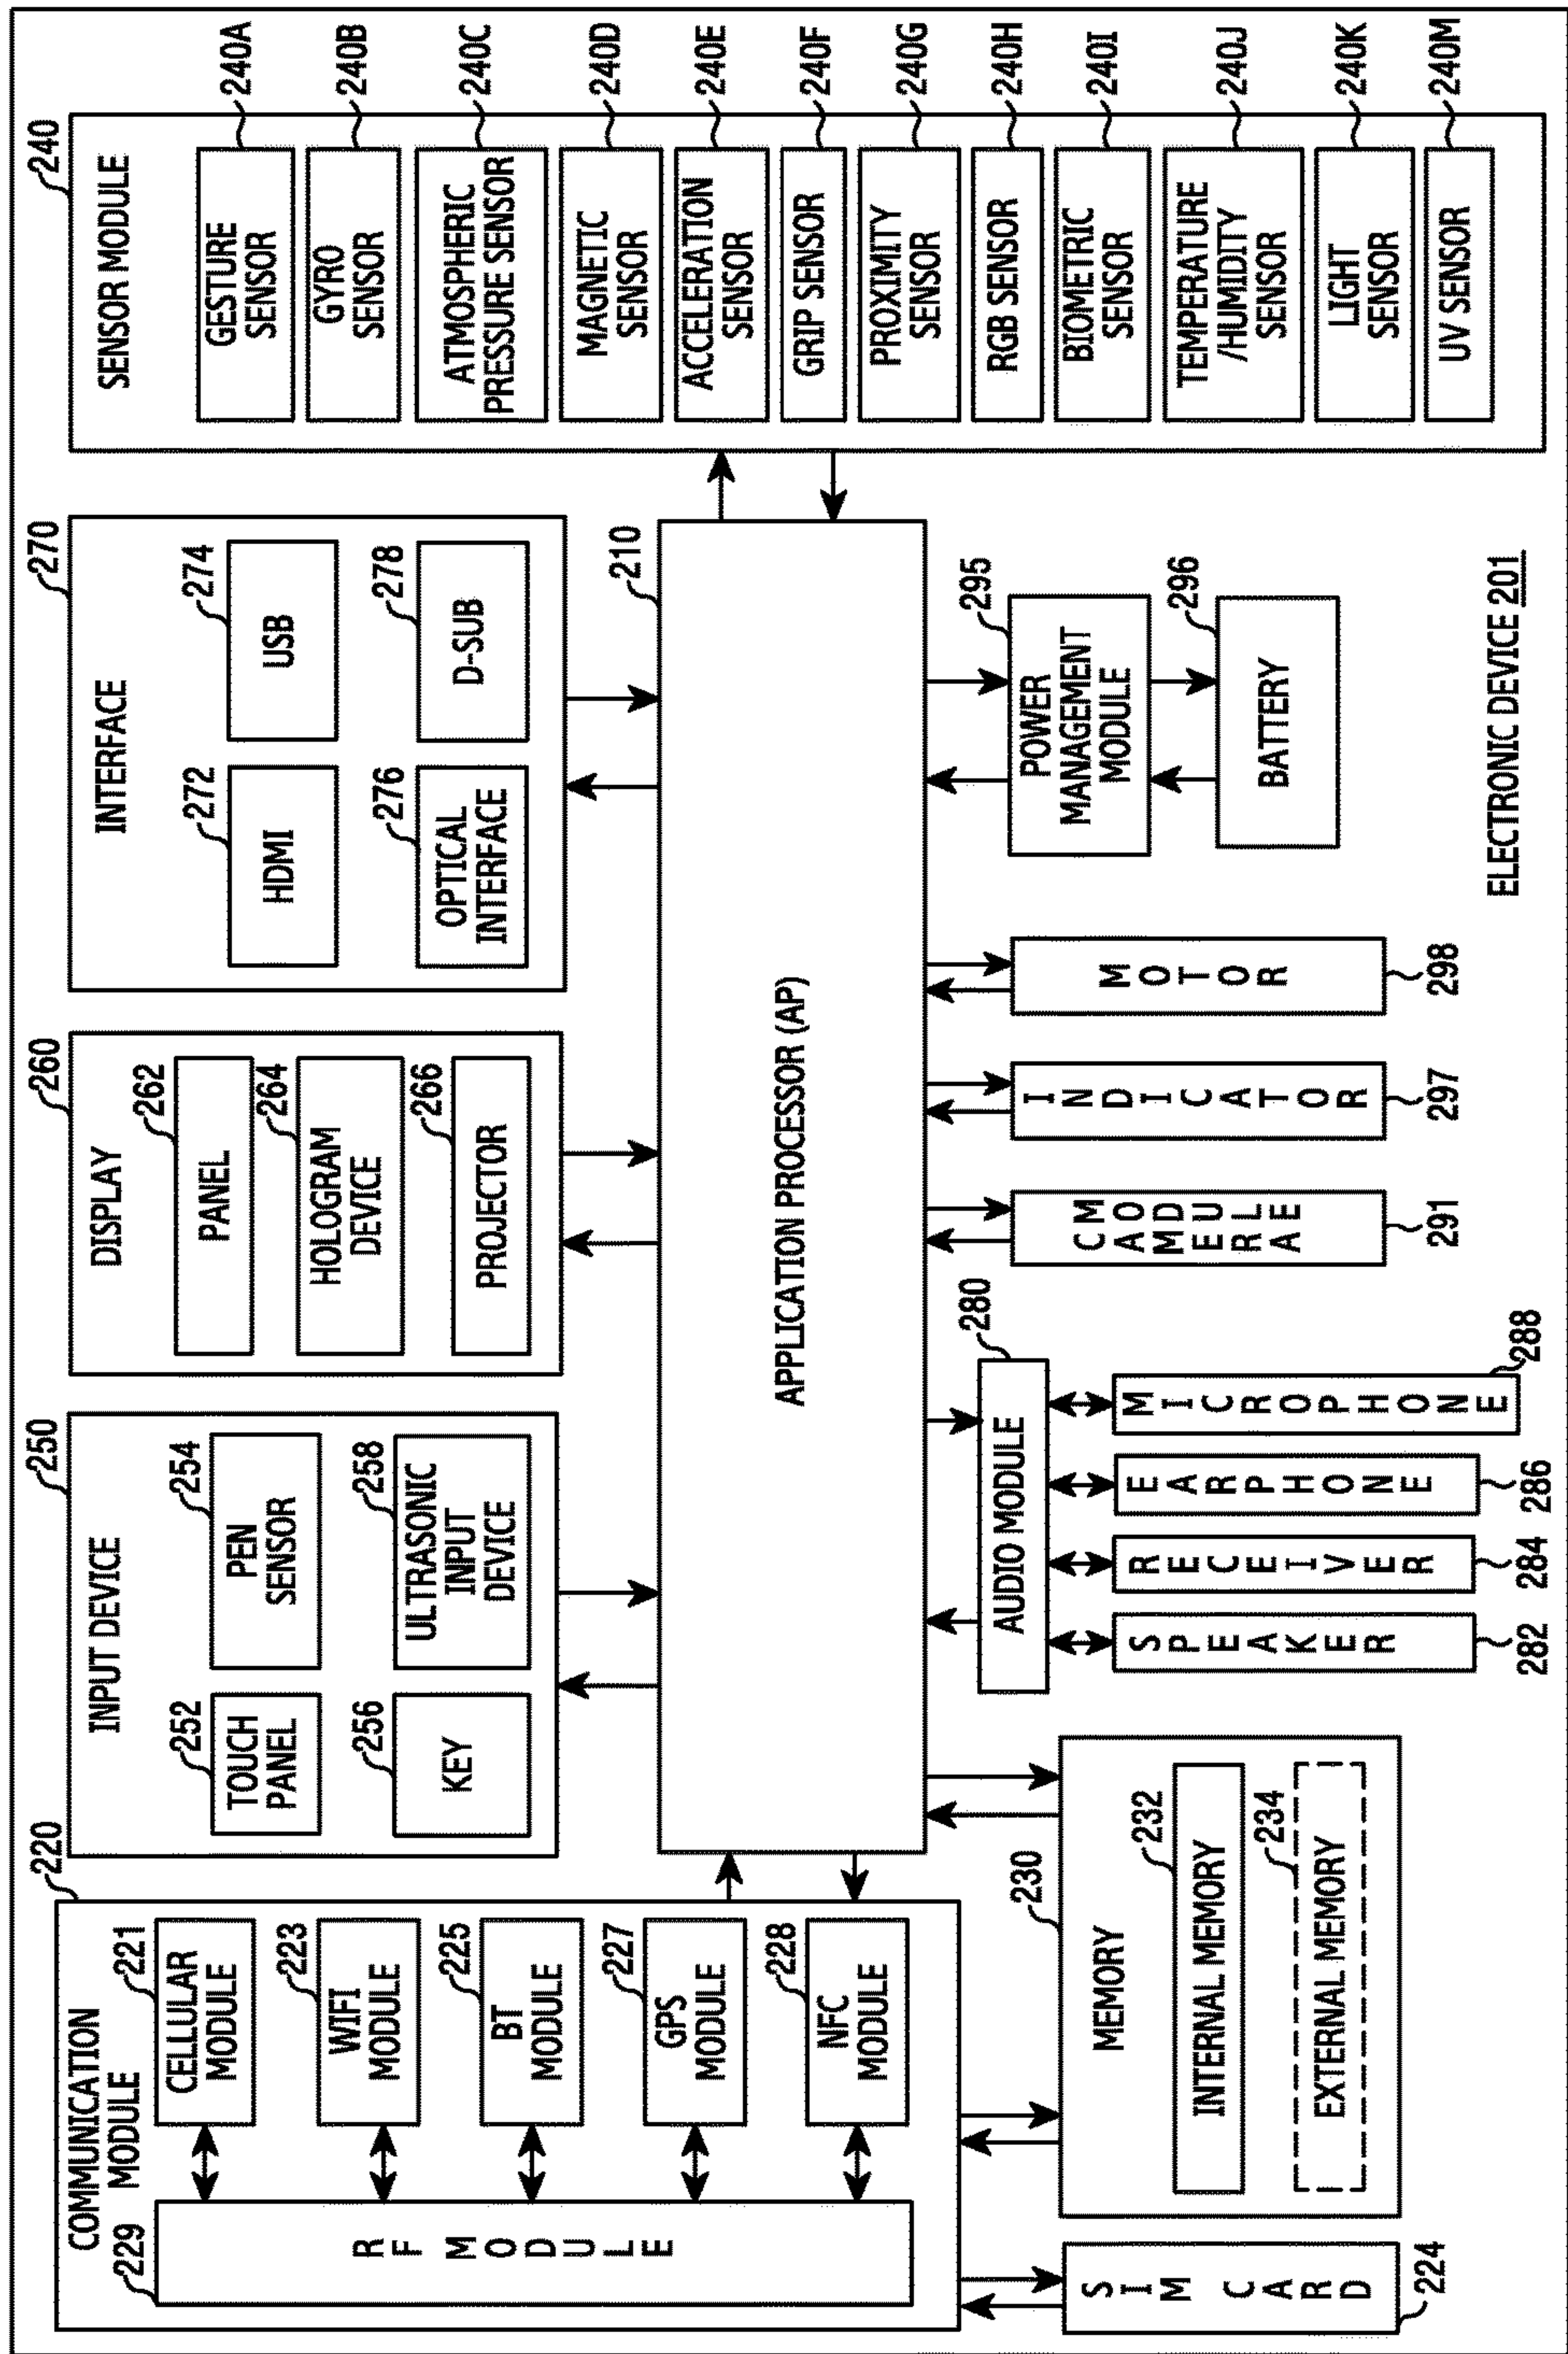 COMMUNICATION
MODULE
220
229
RF MODULE
221
CELLULAR
MODULE
223
WIFI
MODULE
225
BT
MODULE
227
GPS
MODULE
228
NFC
MODULE
INPUT DEVICE
250
252
TOUCH
PANEL
254
PEN
SENSOR
256
KEY
258
ULTRASONIC
INPUT
DEVICE
DISPLAY
260
262
PANEL
264
HOLOGRAM
DEVICE
266
PROJECTOR
INTERFACE
270
272
HDMI
274
USB
276
OPTICAL
INTERFACE
278
D-SUB
SENSOR MODULE
240
GESTURE
SENSOR
240A
GYRO
SENSOR
240B
ATMOSPHERIC
PRESSURE SENSOR
240C
MAGNETIC
SENSOR
240D
ACCELERATION
SENSOR
240E
GRIP SENSOR
240F
PROXIMITY
SENSOR
240G
RGB SENSOR
240H
BIOMETRIC
SENSOR
240I
TEMPERATURE
/HUMIDITY
SENSOR
240J
LIGHT
SENSOR
240K
UV SENSOR
240M
APPLICATION PROCESSOR (AP)
210
SIM CARD
224
MEMORY
230
232
INTERNAL MEMORY
234
EXTERNAL MEMORY
AUDIO MODULE
280
SPEAKER
282
RECEIVER
284
EARPHONE
286
MICROPHONE
288
CAMERA
MODULE
291
INDICATOR
297
MOTOR
298
POWER
MANAGEMENT
MODULE
295
BATTERY
296
ELECTRONIC DEVICE 201